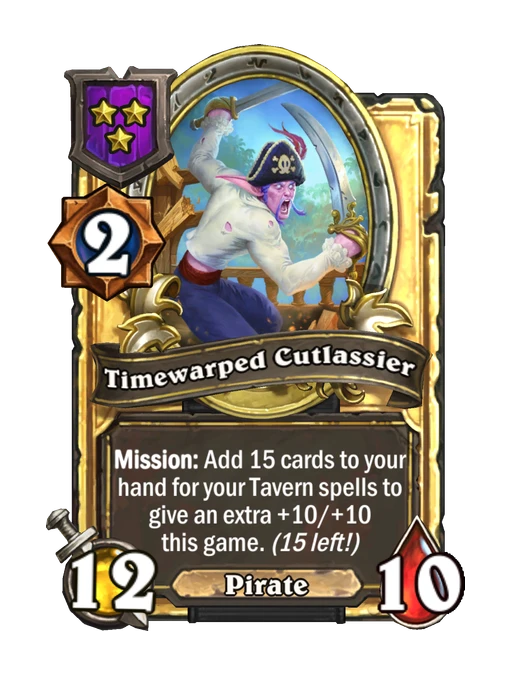 2
Timewarped Cutlassier
Mission: Add 15 cards to your
hand for your Tavern spells to
give an extra +10/+10
this game. (15 left!)
12
Pirate
10